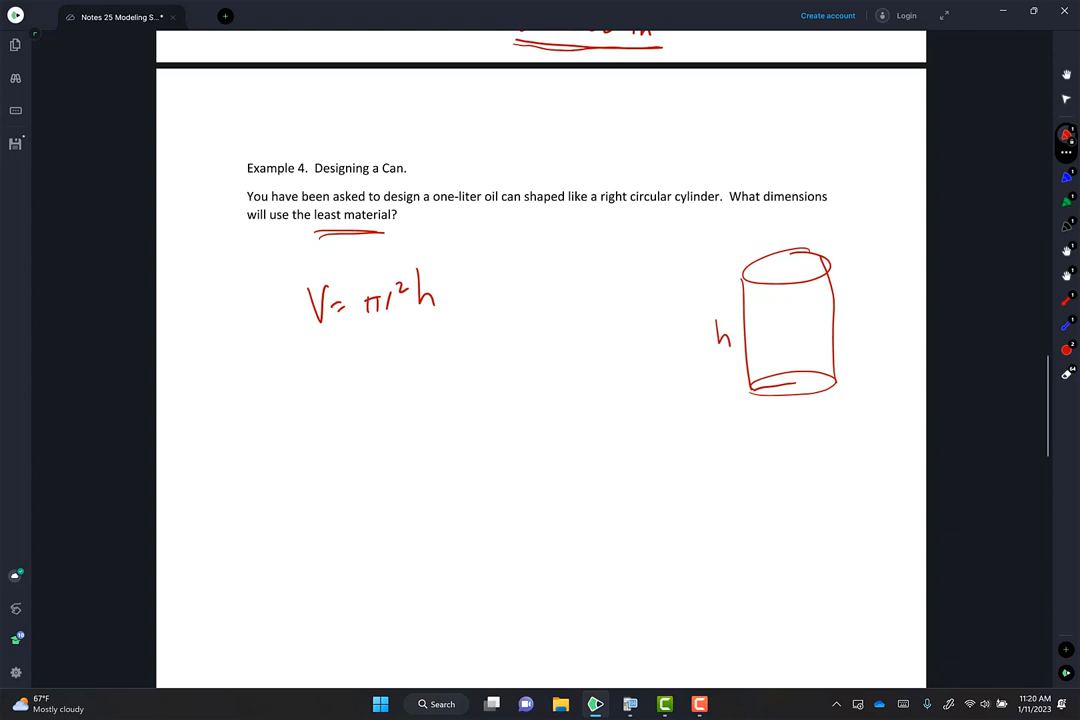 Notes 25 Modeling S...*
Create account
Login
Example 4. Designing a Can.
You have been asked to design a one-liter oil can shaped like a right circular cylinder. What dimensions
will use the least material?
V= πr²h
h
67°F
Mostly cloudy
Search
11:20 AM
1/11/2023